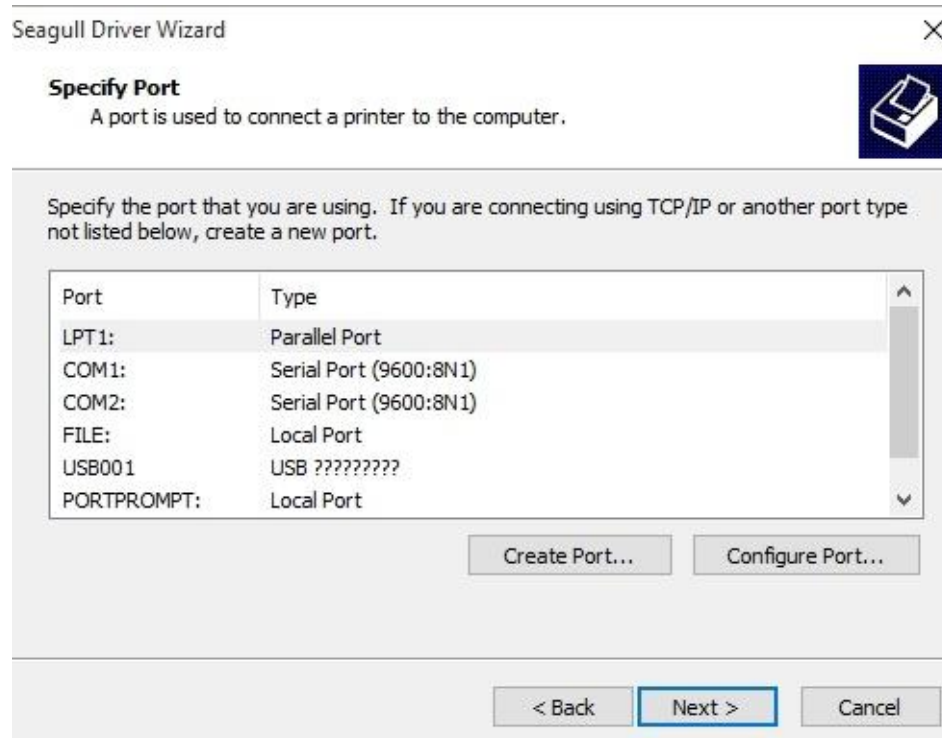 Seagull Driver Wizard
Specify Port
A port is used to connect a printer to the computer.
Specify the port that you are using. If you are connecting using TCP/IP or another port type
not listed below, create a new port.
Port Type
LPT1: Parallel Port
COM1: Serial Port (9600:8N1)
COM2: Serial Port (9600:8N1)
FILE: Local Port
USB001 USB ?????????
PORTPROMPT: Local Port
Create Port... Configure Port...
< Back Next > Cancel